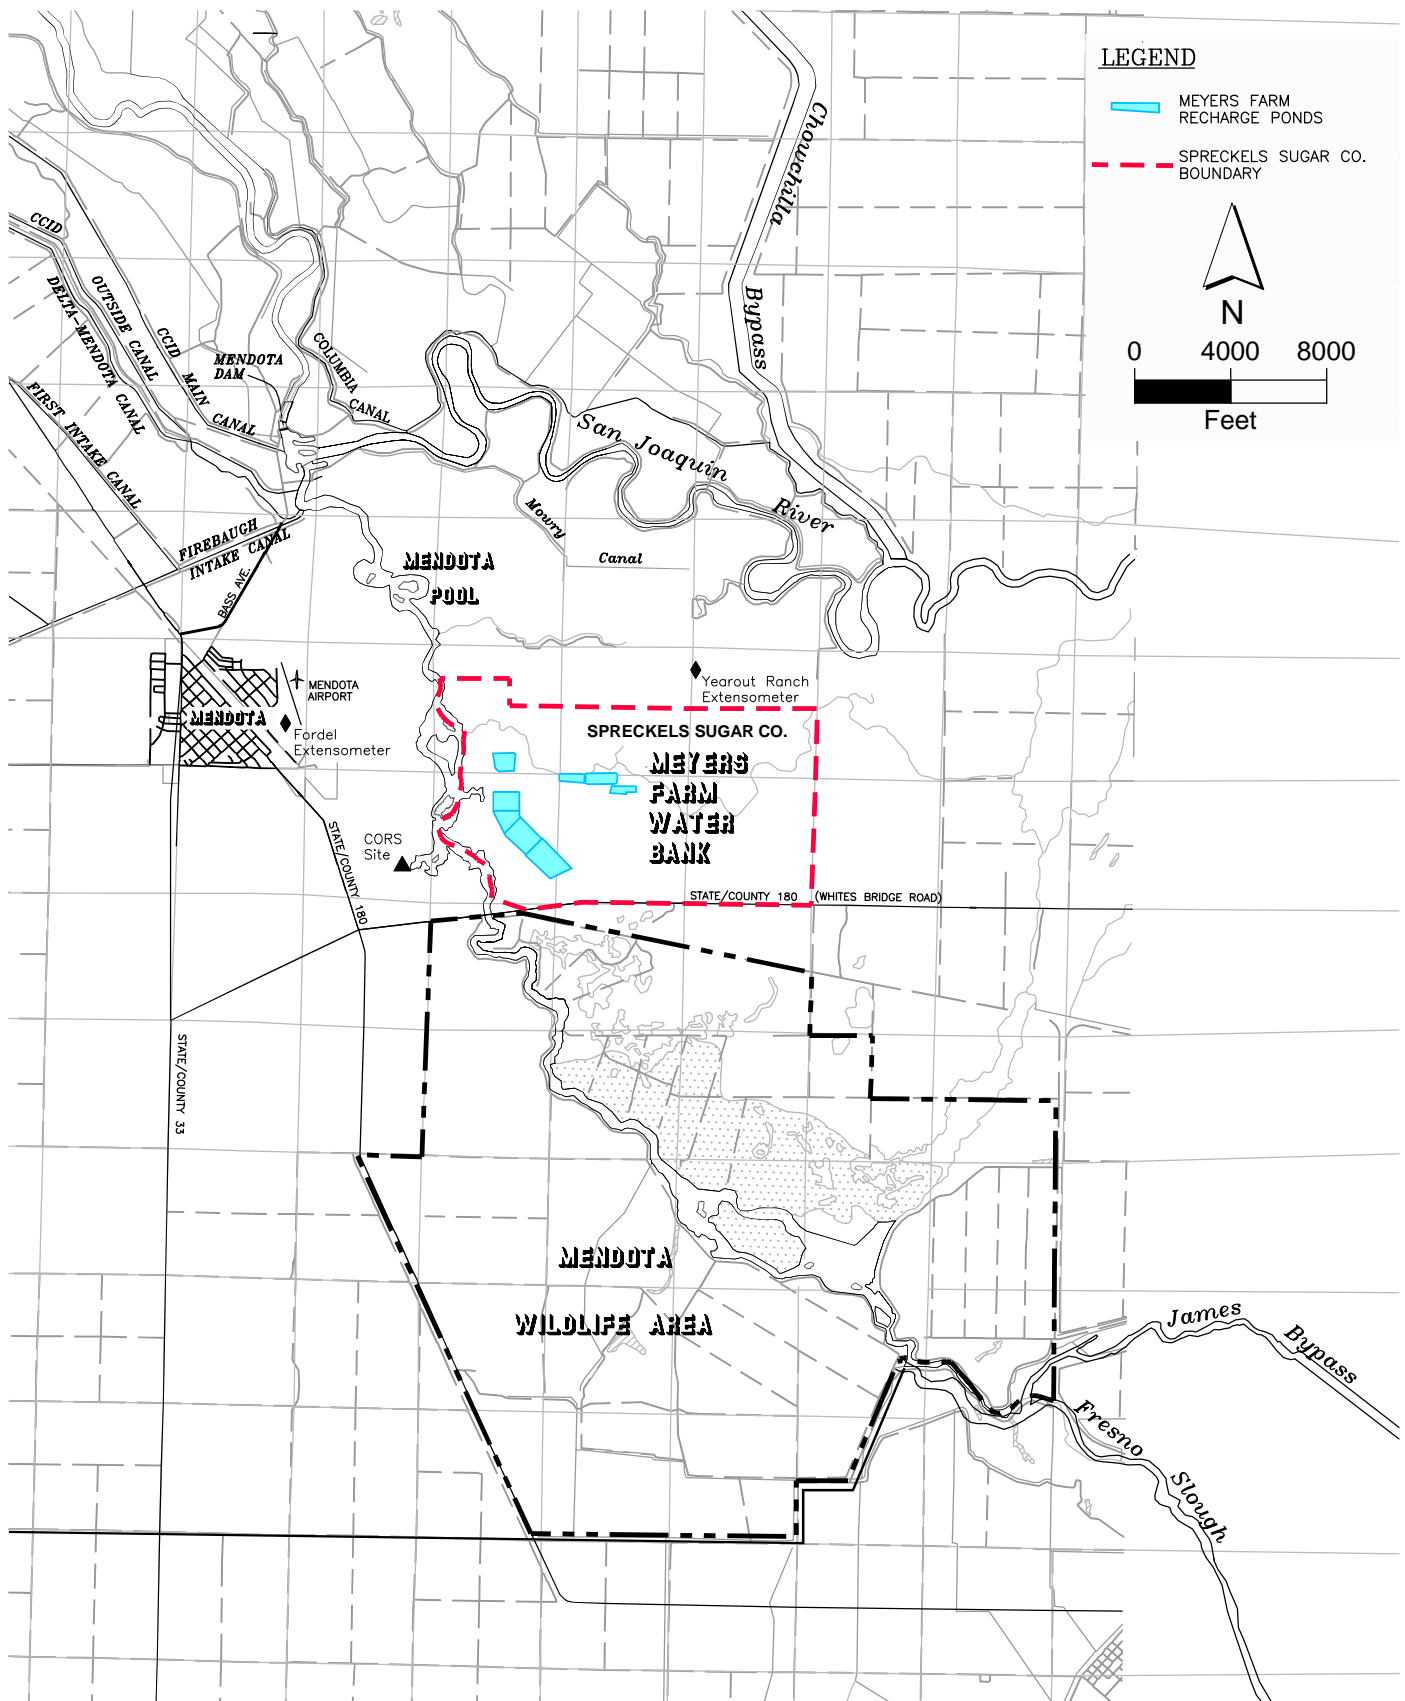 LEGEND
MEYERS FARM
RECHARGE PONDS
SPRECKELS SUGAR CO.
BOUNDARY
N
0 4000 8000
Feet
Chowchilla
Bypass
CCID
OUTSIDE CANAL
DELTA-MENDOTA CANAL
CCID
MAIN
CANAL
MENDOTA
DAM
COLUMBIA
CANAL
FIRST INTAKE CANAL
San Joaquin
River
Mowry
Canal
FIREBAUGH
INTAKE CANAL
BASS AVE.
MENDOTA
POOL
MENDOTA
AIRPORT
MENDOTA
Fordel
Extensometer
Yearout Ranch
Extensometer
SPRECKELS SUGAR CO.
MEYERS
FARM
WATER
BANK
CORS
Site
STATE/COUNTY 180
STATE/COUNTY 180 (WHITES BRIDGE ROAD)
STATE/COUNTY 33
MENDOTA
WILDLIFE AREA
James
Bypass
Fresno
Slough